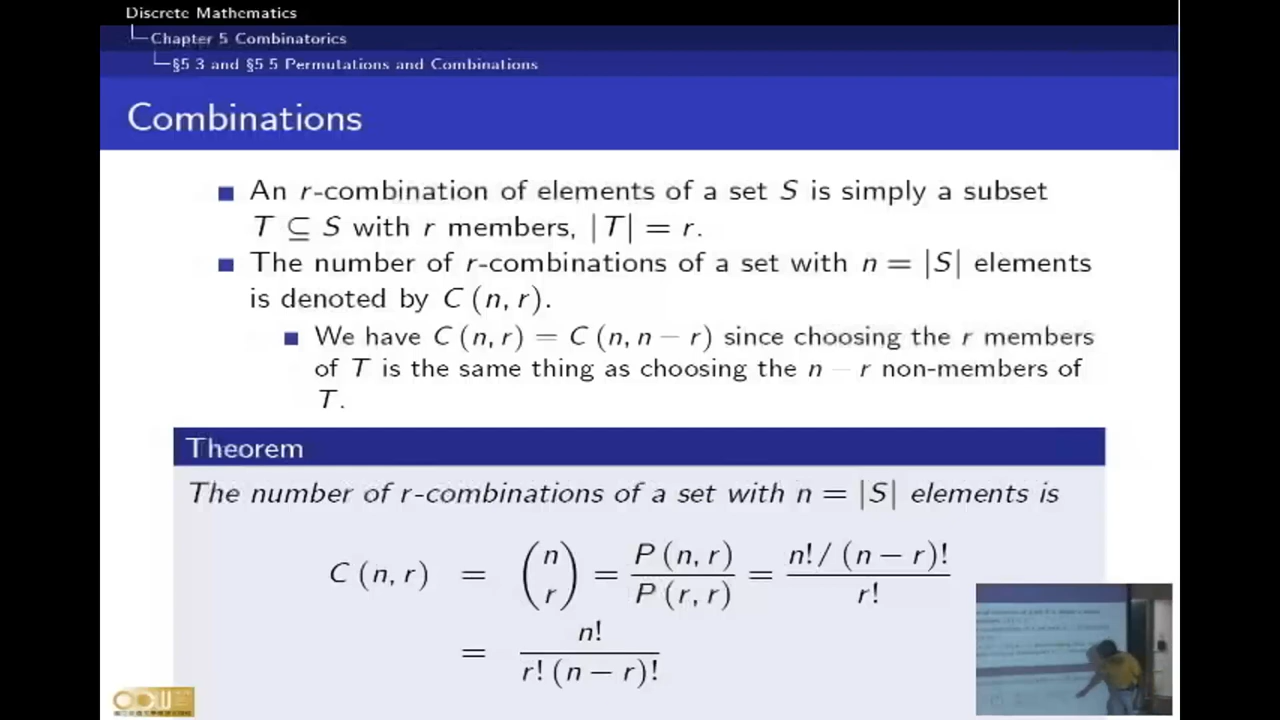 Discrete Mathematics
Chapter 5 Combinatorics
§5 3 and §5 5 Permutations and Combinations
Combinations
An r-combination of elements of a set S is simply a subset
T ⊆ S with r members, |T| = r.
The number of r-combinations of a set with n = |S| elements
is denoted by C (n, r).
We have C (n, r) = C (n, n − r) since choosing the r members
of T is the same thing as choosing the n − r non-members of
T.
Theorem
The number of r-combinations of a set with n = |S| elements is
C (n, r) = (n r) = P (n, r) / P (r, r) = n! / (n − r)! / r!
= n! / r! (n − r)!